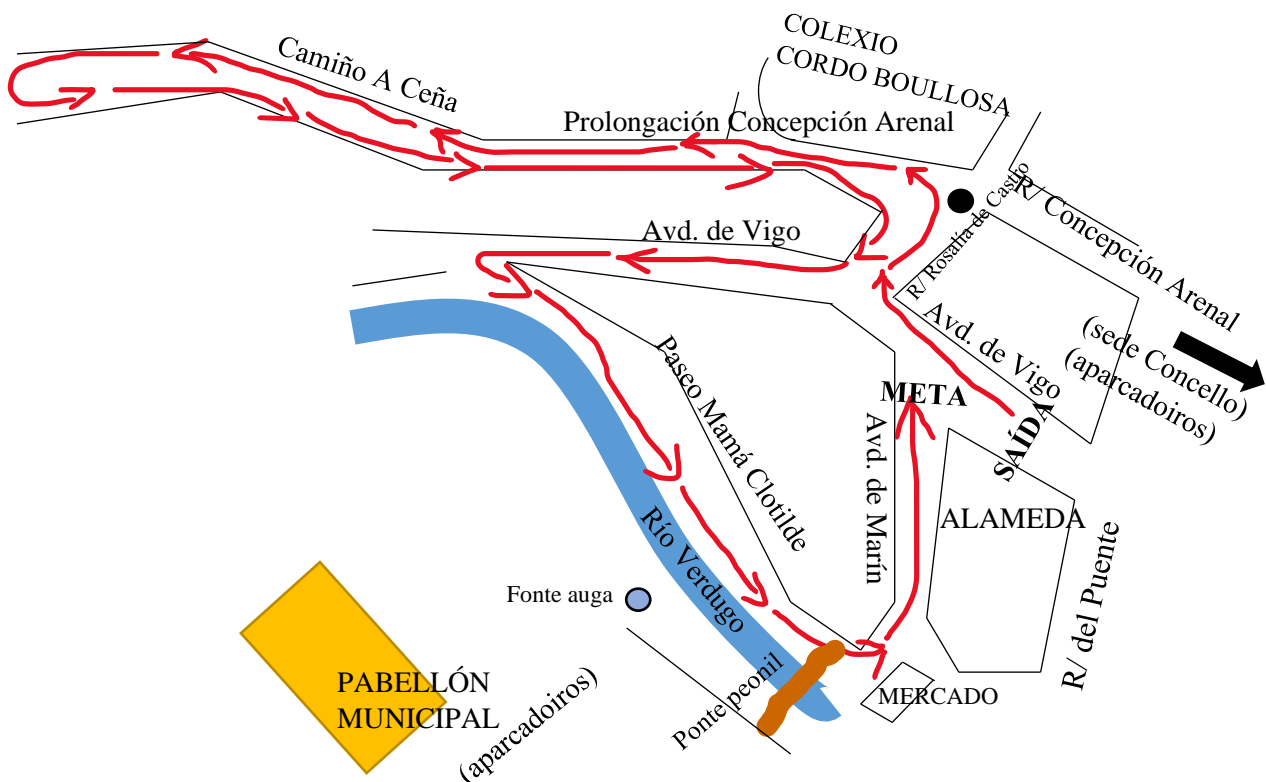 COLEXIO
CORDO BOULLOSA
Camiño A Ceña
Prolongación Concepción Arenal
R/ Concepción Arenal
R/ Rosalía de Castro
Avd. de Vigo
Avd. de Vigo
(sede Concello)
(aparcadoiros)
META
SAÍDA
Paseo Mamá Clotilde
Avd. de Marín
ALAMEDA
Río Verdugo
R/ del Puente
Fonte auga
Ponte peonil
MERCADO
PABELLÓN
MUNICIPAL
(aparcadoiros)